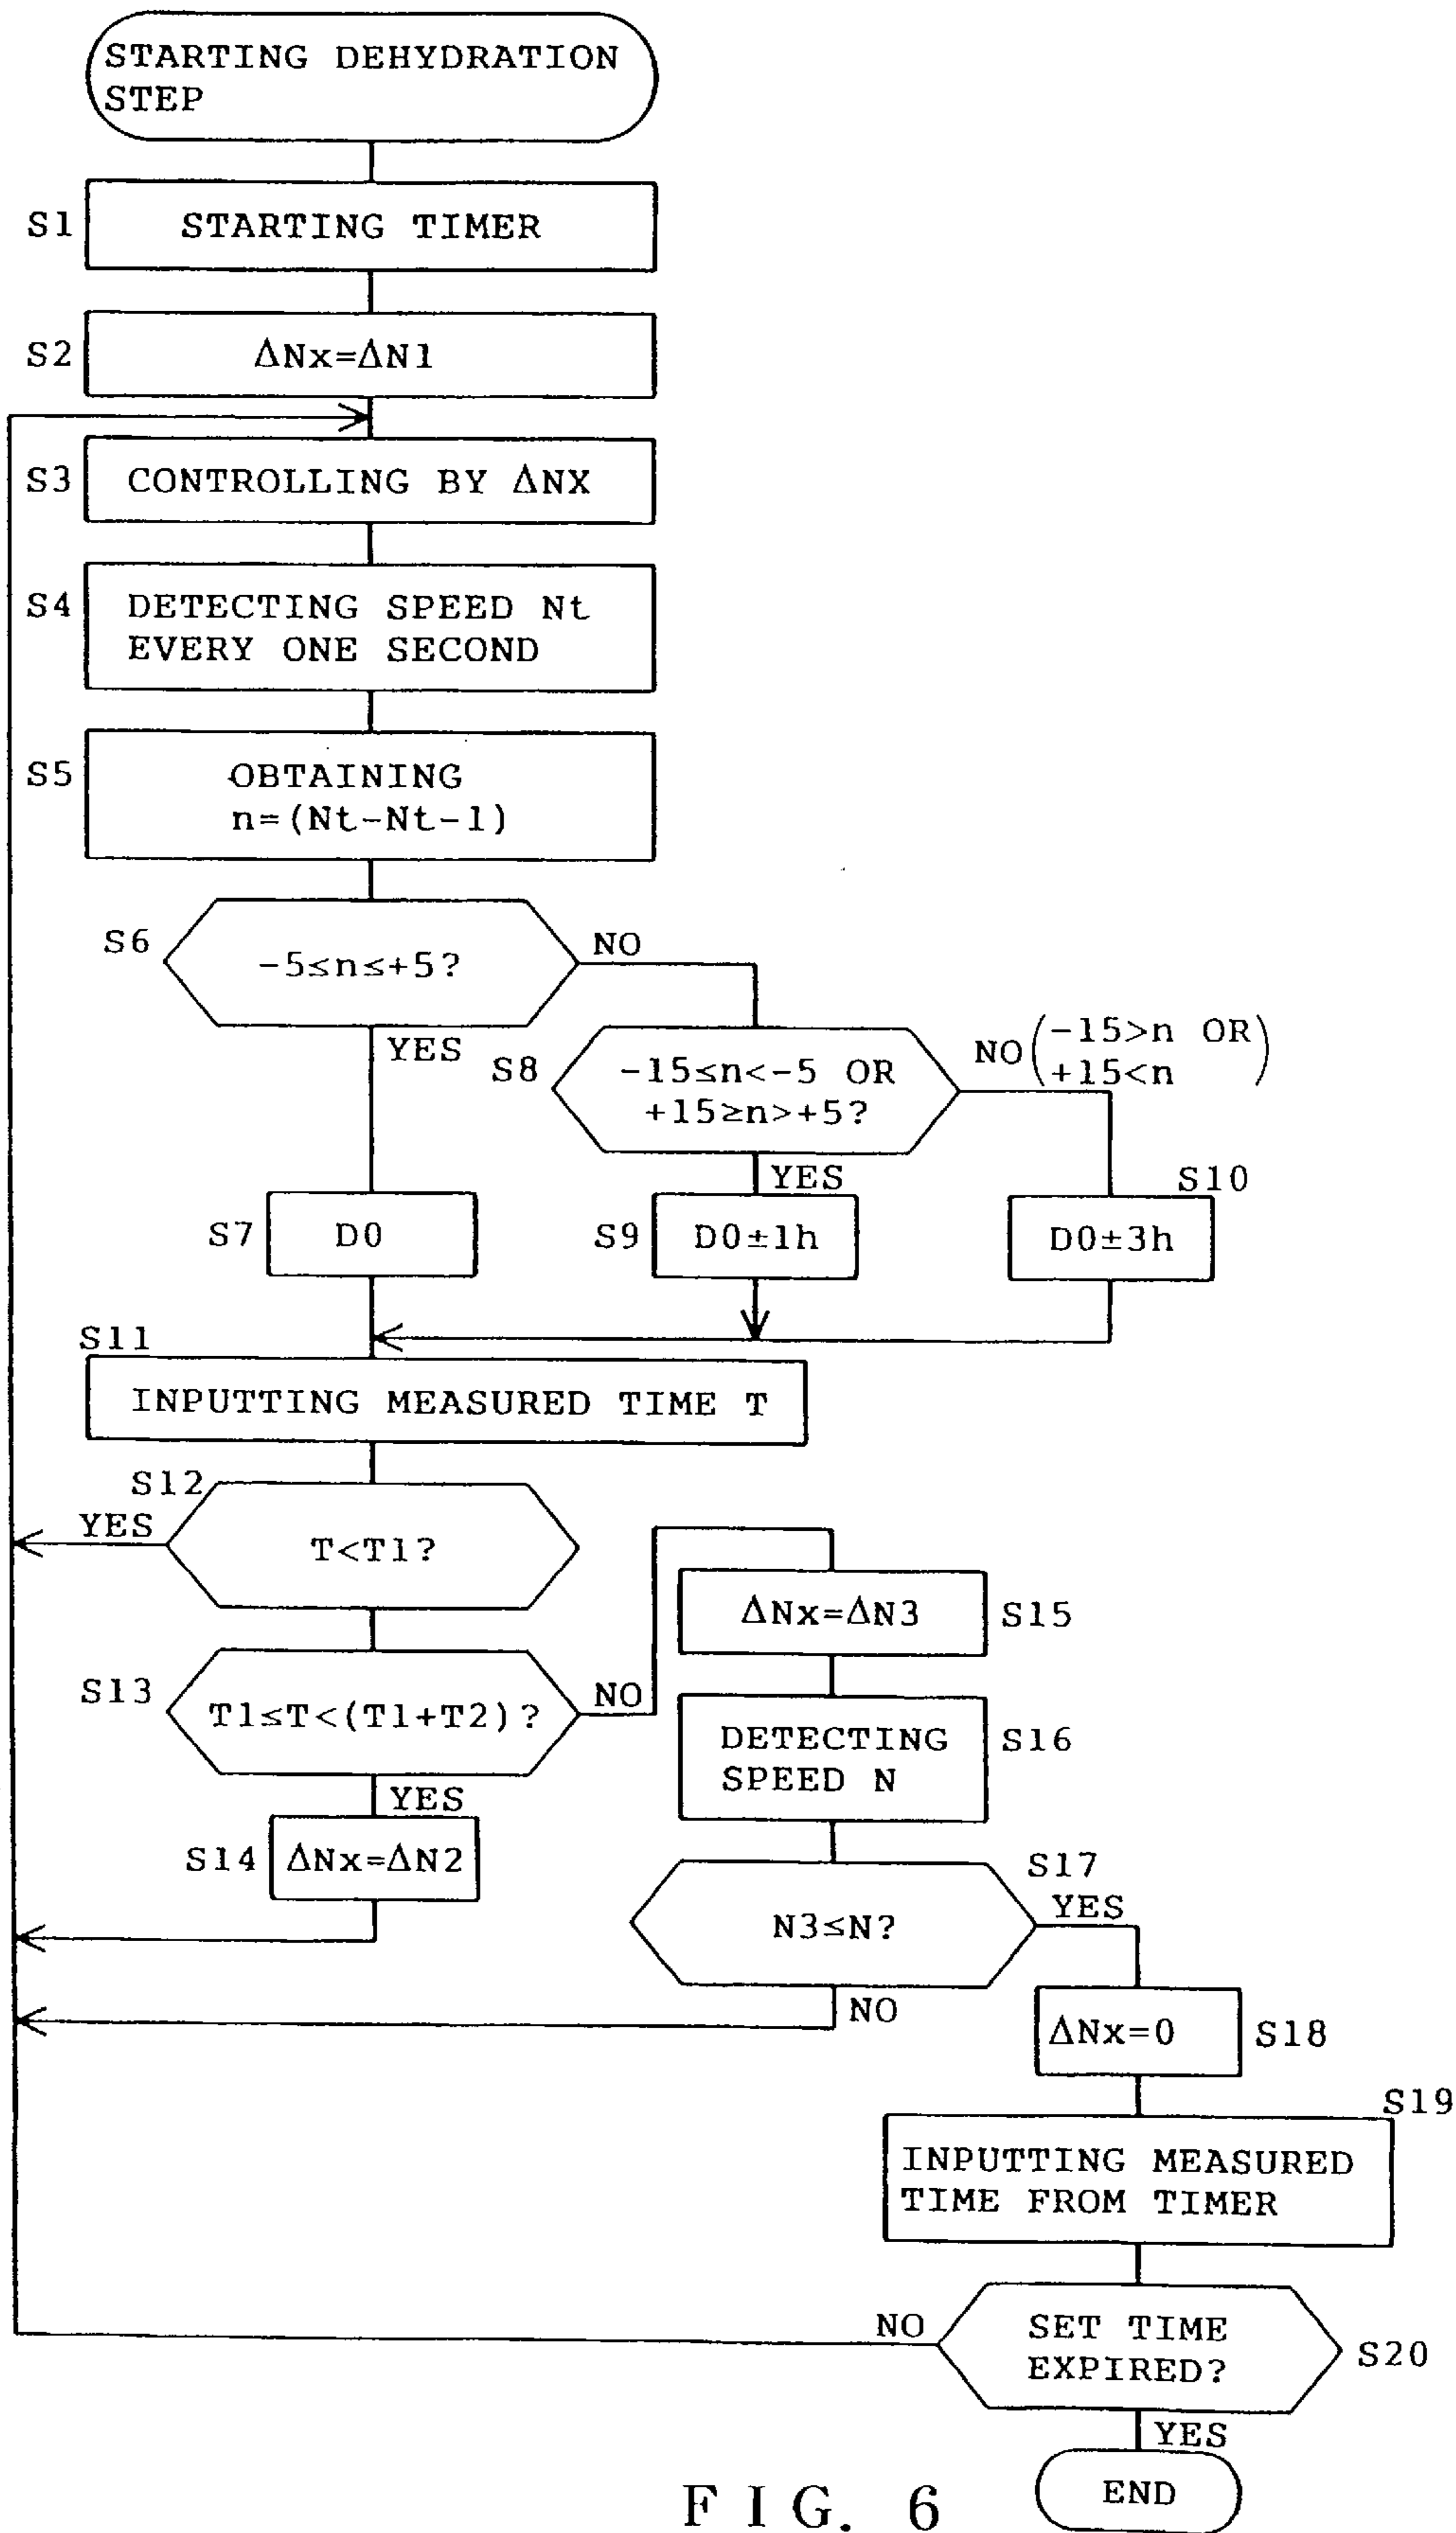 STARTING DEHYDRATION
STEP
S1
STARTING TIMER
S2
ΔNx=ΔN1
S3
CONTROLLING BY ΔNX
S4
DETECTING SPEED Nt
EVERY ONE SECOND
S5
OBTAINING
n=(Nt-Nt-1)
S6
-5≤n≤+5?
NO
YES
S8
-15≤n<-5 OR
+15≥n>+5?
NO
(-15>n OR
+15<n)
YES
S7
D0
S9
D0±1h
S10
D0±3h
S11
INPUTTING MEASURED TIME T
S12
YES
T<T1?
S13
T1≤T<(T1+T2)?
NO
YES
S14
ΔNx=ΔN2
ΔNx=ΔN3
S15
DETECTING
SPEED N
S16
S17
N3≤N?
YES
NO
ΔNx=0
S18
S19
INPUTTING MEASURED
TIME FROM TIMER
NO
SET TIME
EXPIRED?
S20
YES
END
FIG. 6